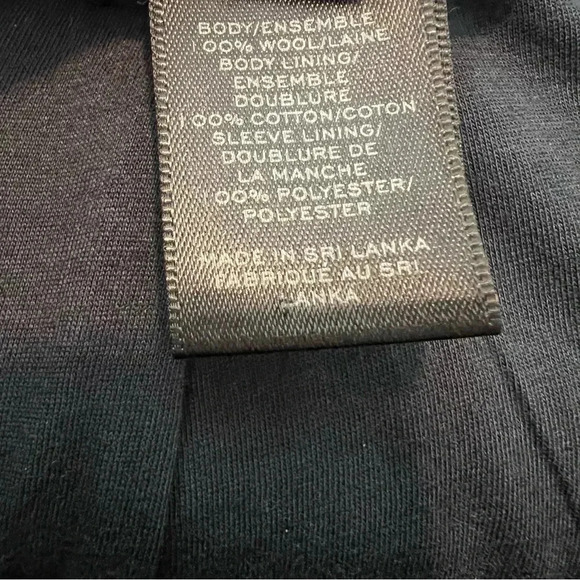 BODY/ENSEMBLE
100% WOOL/LAINE
BODY LINING/
ENSEMBLE
DOUBLURE
100% COTTON/COTON
SLEEVE LINING/
DOUBLURE DE
LA MANCHE
100% POLYESTER/
POLYESTER
MADE IN SRI LANKA
FABRIQUE AU SRI
LANKA